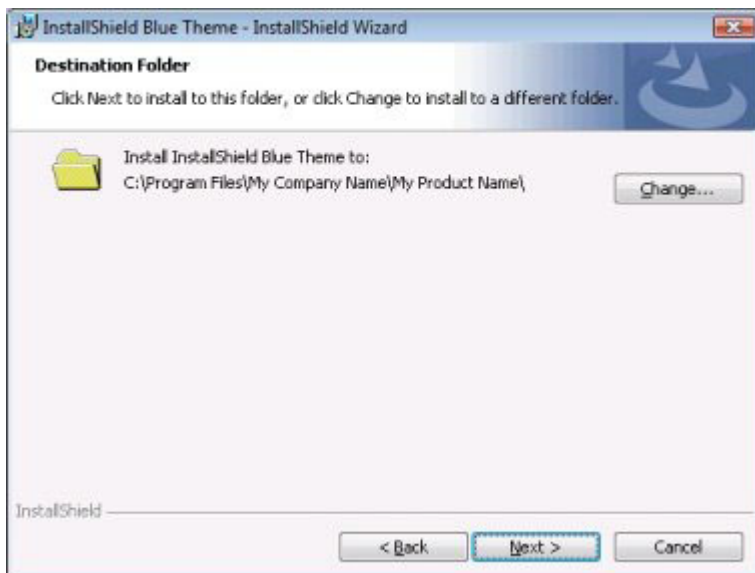 InstallShield Blue Theme - InstallShield Wizard
Destination Folder
Click Next to install to this folder, or click Change to install to a different folder.
Install InstallShield Blue Theme to:
C:\Program Files\My Company Name\My Product Name\
Change...
InstallShield
< Back
Next >
Cancel